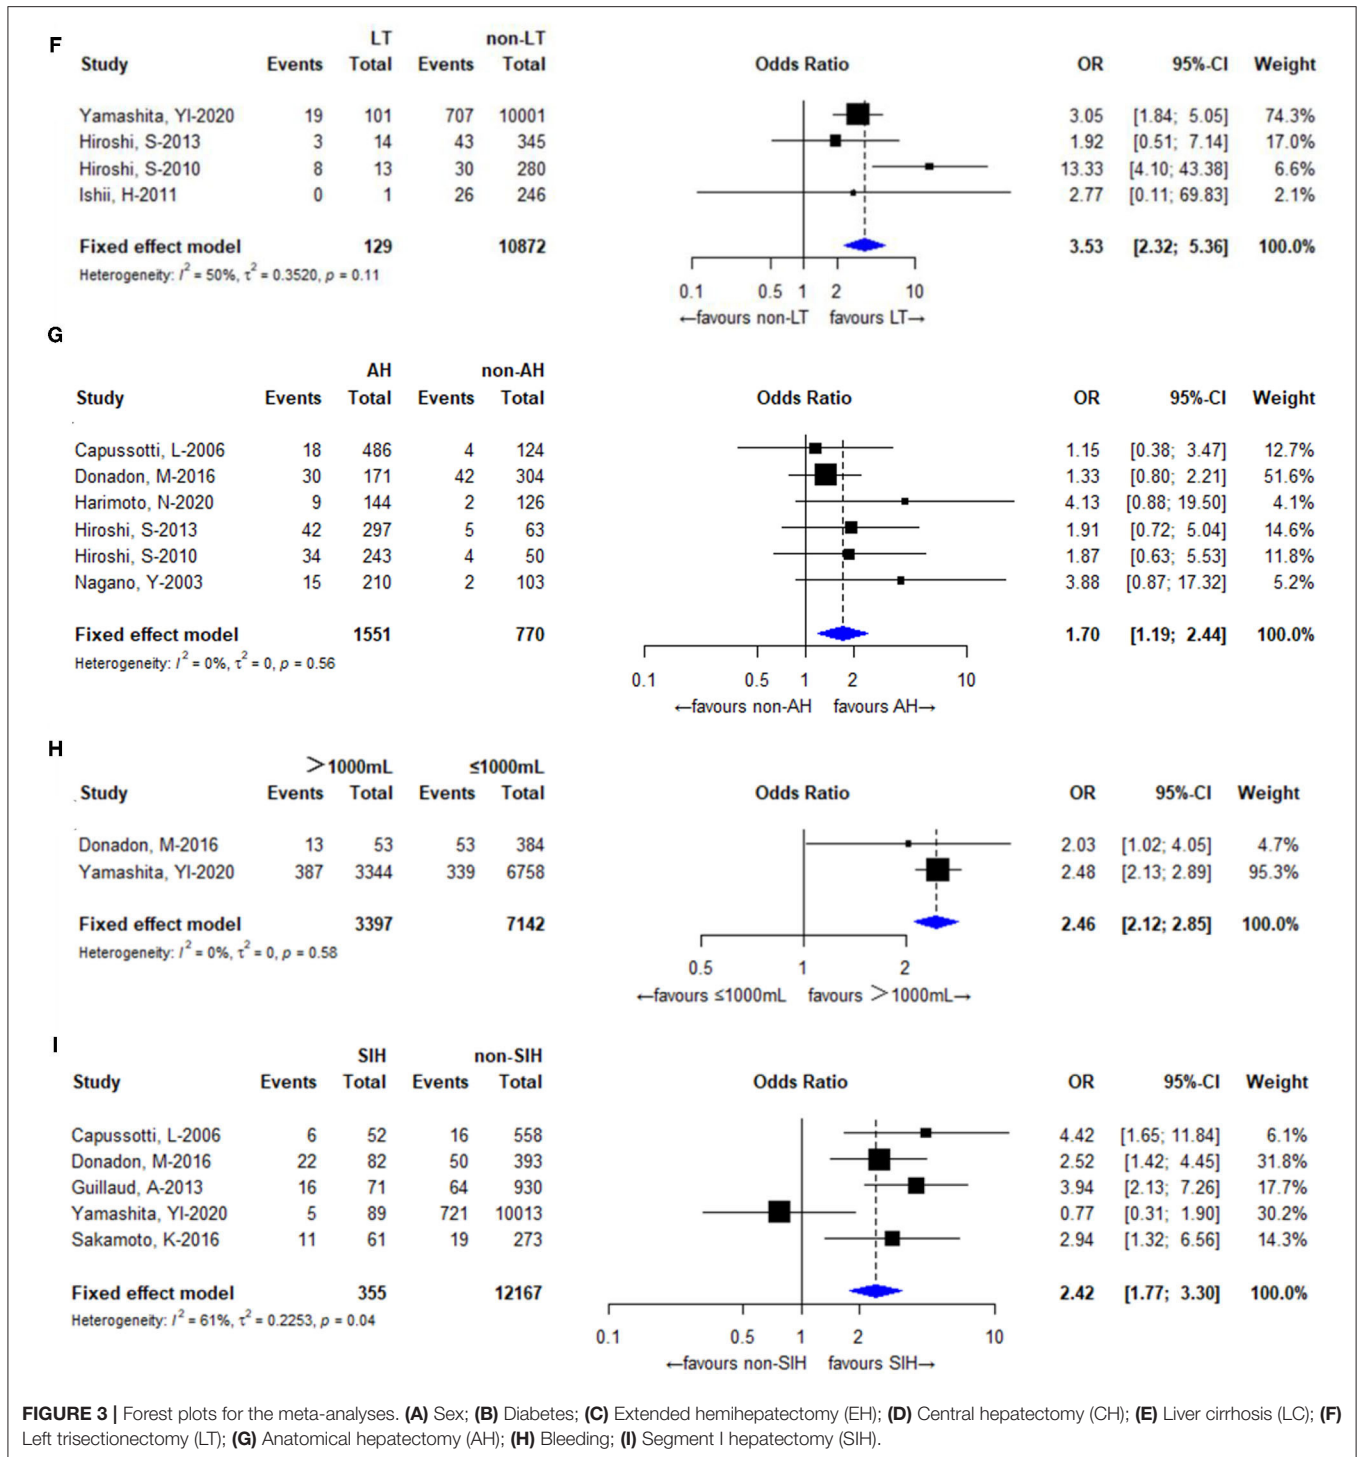 F
LT non-LT
Study Events Total Events Total Odds Ratio OR 95%-CI Weight
Yamashita, YI-2020 19 101 707 10001 3.05 [1.84; 5.05] 74.3%
Hiroshi, S-2013 3 14 43 345 1.92 [0.51; 7.14] 17.0%
Hiroshi, S-2010 8 13 30 280 13.33 [4.10; 43.38] 6.6%
Ishii, H-2011 0 1 26 246 2.77 [0.11; 69.83] 2.1%
Fixed effect model 129 10872 3.53 [2.32; 5.36] 100.0%
Heterogeneity: I² = 50%, τ² = 0.3520, p = 0.11
0.1 0.5 1 2 10
←favours non-LT favours LT→
G
AH non-AH
Study Events Total Events Total Odds Ratio OR 95%-CI Weight
Capussotti, L-2006 18 486 4 124 1.15 [0.38; 3.47] 12.7%
Donadon, M-2016 30 171 42 304 1.33 [0.80; 2.21] 51.6%
Harimoto, N-2020 9 144 2 126 4.13 [0.88; 19.50] 4.1%
Hiroshi, S-2013 42 297 5 63 1.91 [0.72; 5.04] 14.6%
Hiroshi, S-2010 34 243 4 50 1.87 [0.63; 5.53] 11.8%
Nagano, Y-2003 15 210 2 103 3.88 [0.87; 17.32] 5.2%
Fixed effect model 1551 770 1.70 [1.19; 2.44] 100.0%
Heterogeneity: I² = 0%, τ² = 0, p = 0.56
0.1 0.5 1 2 10
←favours non-AH favours AH→
H
＞1000mL ≤1000mL
Study Events Total Events Total Odds Ratio OR 95%-CI Weight
Donadon, M-2016 13 53 53 384 2.03 [1.02; 4.05] 4.7%
Yamashita, YI-2020 387 3344 339 6758 2.48 [2.13; 2.89] 95.3%
Fixed effect model 3397 7142 2.46 [2.12; 2.85] 100.0%
Heterogeneity: I² = 0%, τ² = 0, p = 0.58
0.5 1 2
←favours ≤1000mL favours ＞1000mL→
I
SIH non-SIH
Study Events Total Events Total Odds Ratio OR 95%-CI Weight
Capussotti, L-2006 6 52 16 558 4.42 [1.65; 11.84] 6.1%
Donadon, M-2016 22 82 50 393 2.52 [1.42; 4.45] 31.8%
Guillaud, A-2013 16 71 64 930 3.94 [2.13; 7.26] 17.7%
Yamashita, YI-2020 5 89 721 10013 0.77 [0.31; 1.90] 30.2%
Sakamoto, K-2016 11 61 19 273 2.94 [1.32; 6.56] 14.3%
Fixed effect model 355 12167 2.42 [1.77; 3.30] 100.0%
Heterogeneity: I² = 61%, τ² = 0.2253, p = 0.04
0.1 0.5 1 2 10
←favours non-SIH favours SIH→
FIGURE 3 | Forest plots for the meta-analyses. (A) Sex; (B) Diabetes; (C) Extended hemihepatectomy (EH); (D) Central hepatectomy (CH); (E) Liver cirrhosis (LC); (F)
Left trisectionectomy (LT); (G) Anatomical hepatectomy (AH); (H) Bleeding; (I) Segment I hepatectomy (SIH).